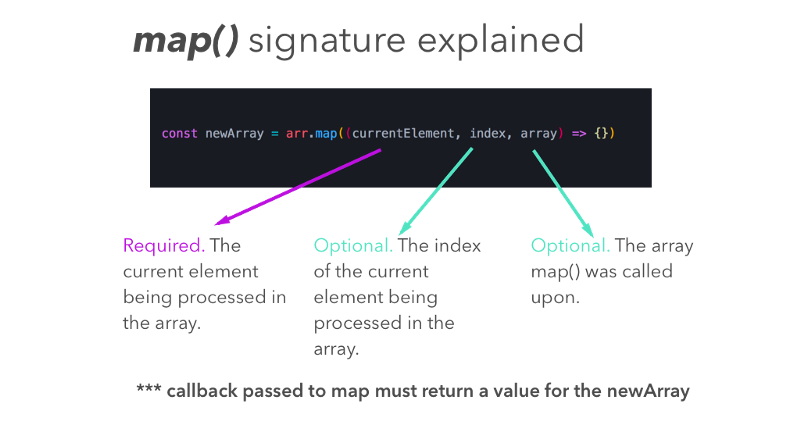 map() signature explained
const newArray = arr.map((currentElement, index, array) => {})
Required. The
current element
being processed in
the array.
Optional. The index
of the current
element being
processed in the
array.
Optional. The array
map() was called
upon.
*** callback passed to map must return a value for the newArray